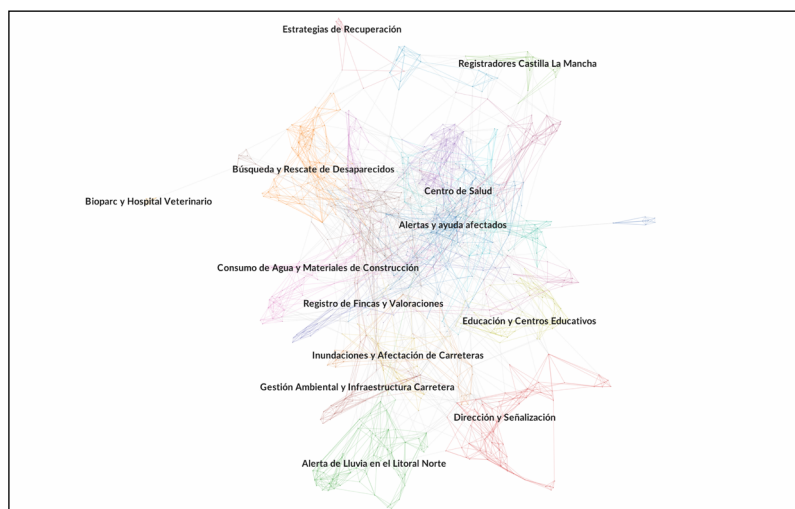 Estrategias de Recuperación
Registradores Castilla La Mancha
Búsqueda y Rescate de Desaparecidos
Centro de Salud
Bioparc y Hospital Veterinario
Alertas y ayuda afectados
Consumo de Agua y Materiales de Construcción
Registro de Fincas y Valoraciones
Educación y Centros Educativos
Inundaciones y Afectación de Carreteras
Gestión Ambiental y Infraestructura Carretera
Dirección y Señalización
Alerta de Lluvia en el Litoral Norte